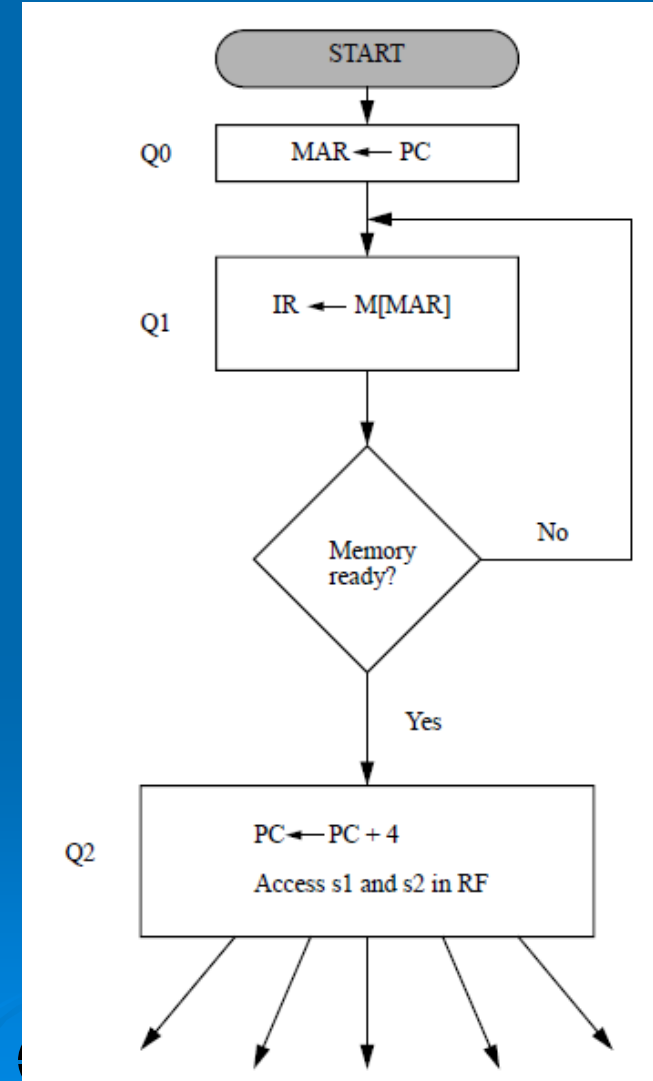 START
Q0
MAR ← PC
Q1
IR ← M[MAR]
Memory
ready?
No
Yes
Q2
PC ← PC + 4
Access s1 and s2 in RF